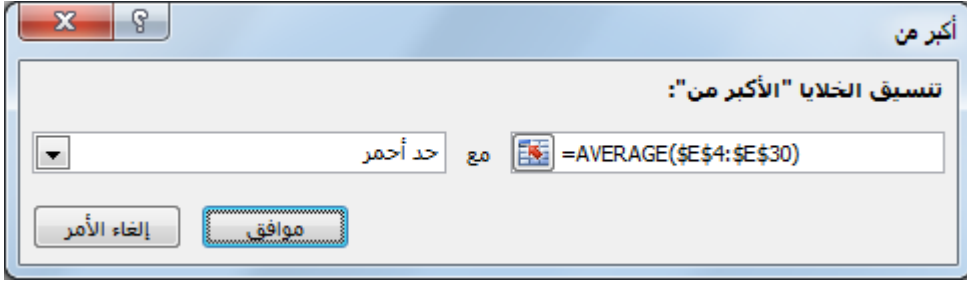 أكبر من
تنسيق الخلايا "الأكبر من":
=AVERAGE($E$4:$E$30) مع حد أحمر
موافق إلغاء الأمر